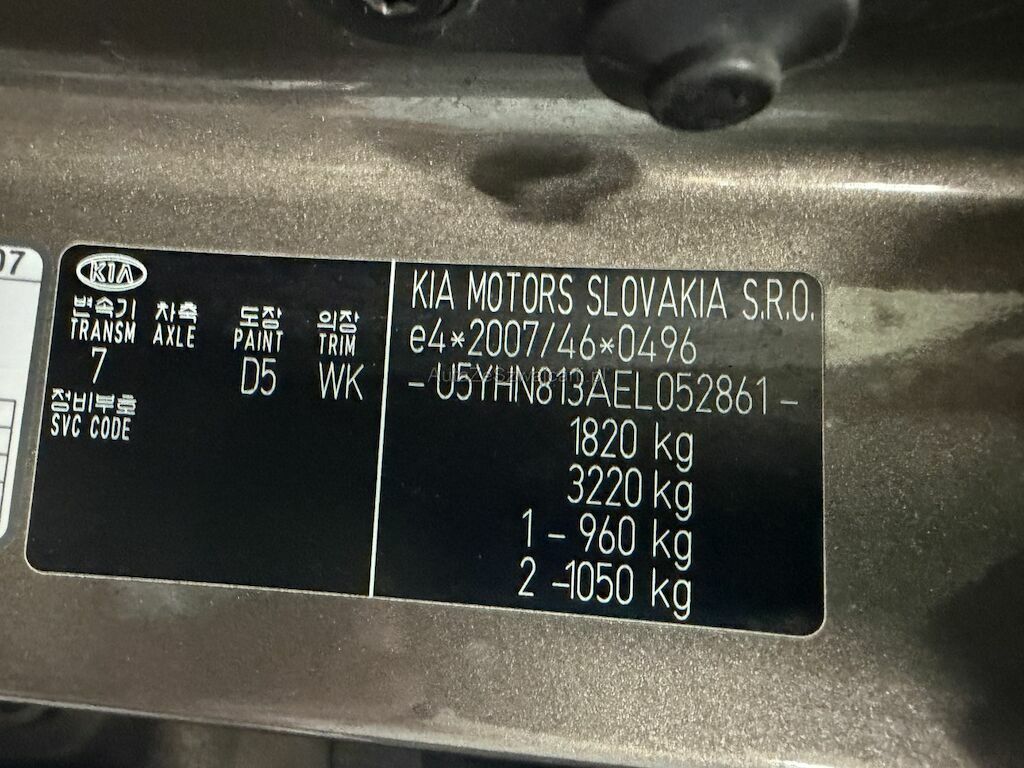 07
KIA
변속기 차축 도장 의장
TRANSM AXLE PAINT TRIM
7 D5 WK
정비부호
SVC CODE
KIA MOTORS SLOVAKIA S.R.O.
e4*2007/46*0496
- U5YHN813AEL052861 -
1820 kg
3220 kg
1 - 960 kg
2 -1050 kg